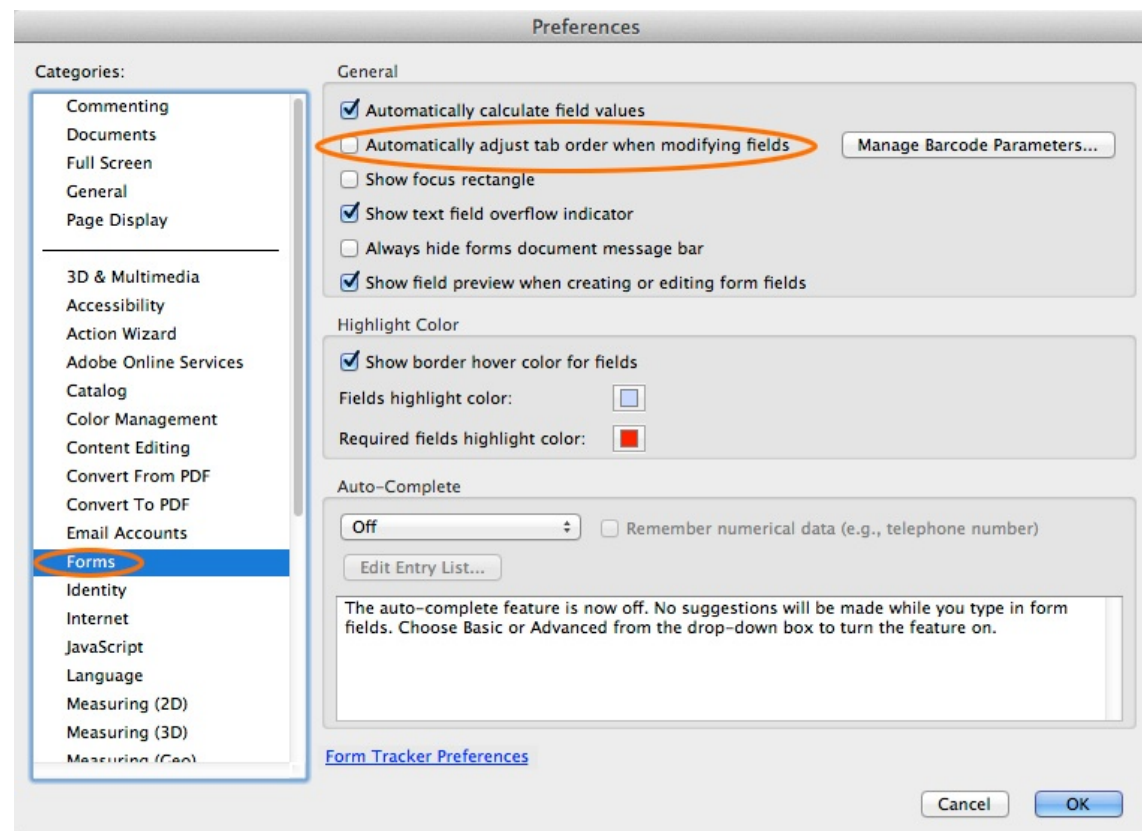 Preferences
Categories:
Commenting
Documents
Full Screen
General
Page Display
3D & Multimedia
Accessibility
Action Wizard
Adobe Online Services
Catalog
Color Management
Content Editing
Convert From PDF
Convert To PDF
Email Accounts
Forms
Identity
Internet
JavaScript
Language
Measuring (2D)
Measuring (3D)
Measuring (Geo)
General
Automatically calculate field values
Automatically adjust tab order when modifying fields
Manage Barcode Parameters...
Show focus rectangle
Show text field overflow indicator
Always hide forms document message bar
Show field preview when creating or editing form fields
Highlight Color
Show border hover color for fields
Fields highlight color:
Required fields highlight color:
Auto-Complete
Off
Remember numerical data (e.g., telephone number)
Edit Entry List...
The auto-complete feature is now off. No suggestions will be made while you type in form
fields. Choose Basic or Advanced from the drop-down box to turn the feature on.
Form Tracker Preferences
Cancel
OK